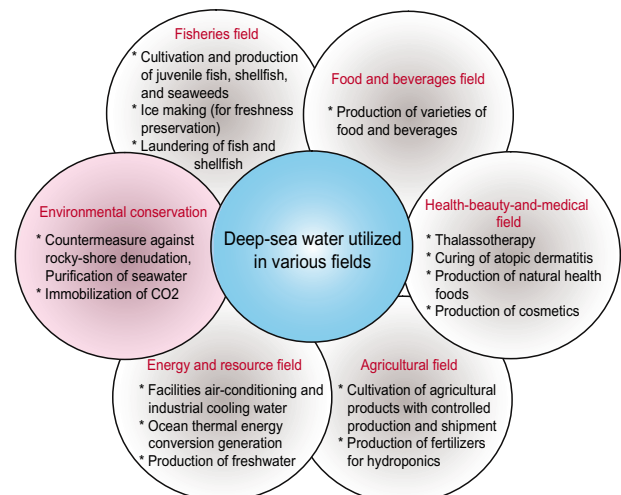 Fisheries field
* Cultivation and production
of juvenile fish, shellfish,
and seaweeds
* Ice making (for freshness
preservation)
* Laundering of fish and
shellfish
Food and beverages field
* Production of varieties of
food and beverages
Environmental conservation
* Countermeasure against
rocky-shore denudation,
Purification of seawater
* Immobilization of CO2
Deep-sea water utilized
in various fields
Health-beauty-and-medical
field
* Thalassotherapy
* Curing of atopic dermatitis
* Production of natural health
foods
* Production of cosmetics
Energy and resource field
* Facilities air-conditioning and
industrial cooling water
* Ocean thermal energy
conversion generation
* Production of freshwater
Agricultural field
* Cultivation of agricultural
products with controlled
production and shipment
* Production of fertilizers
for hydroponics